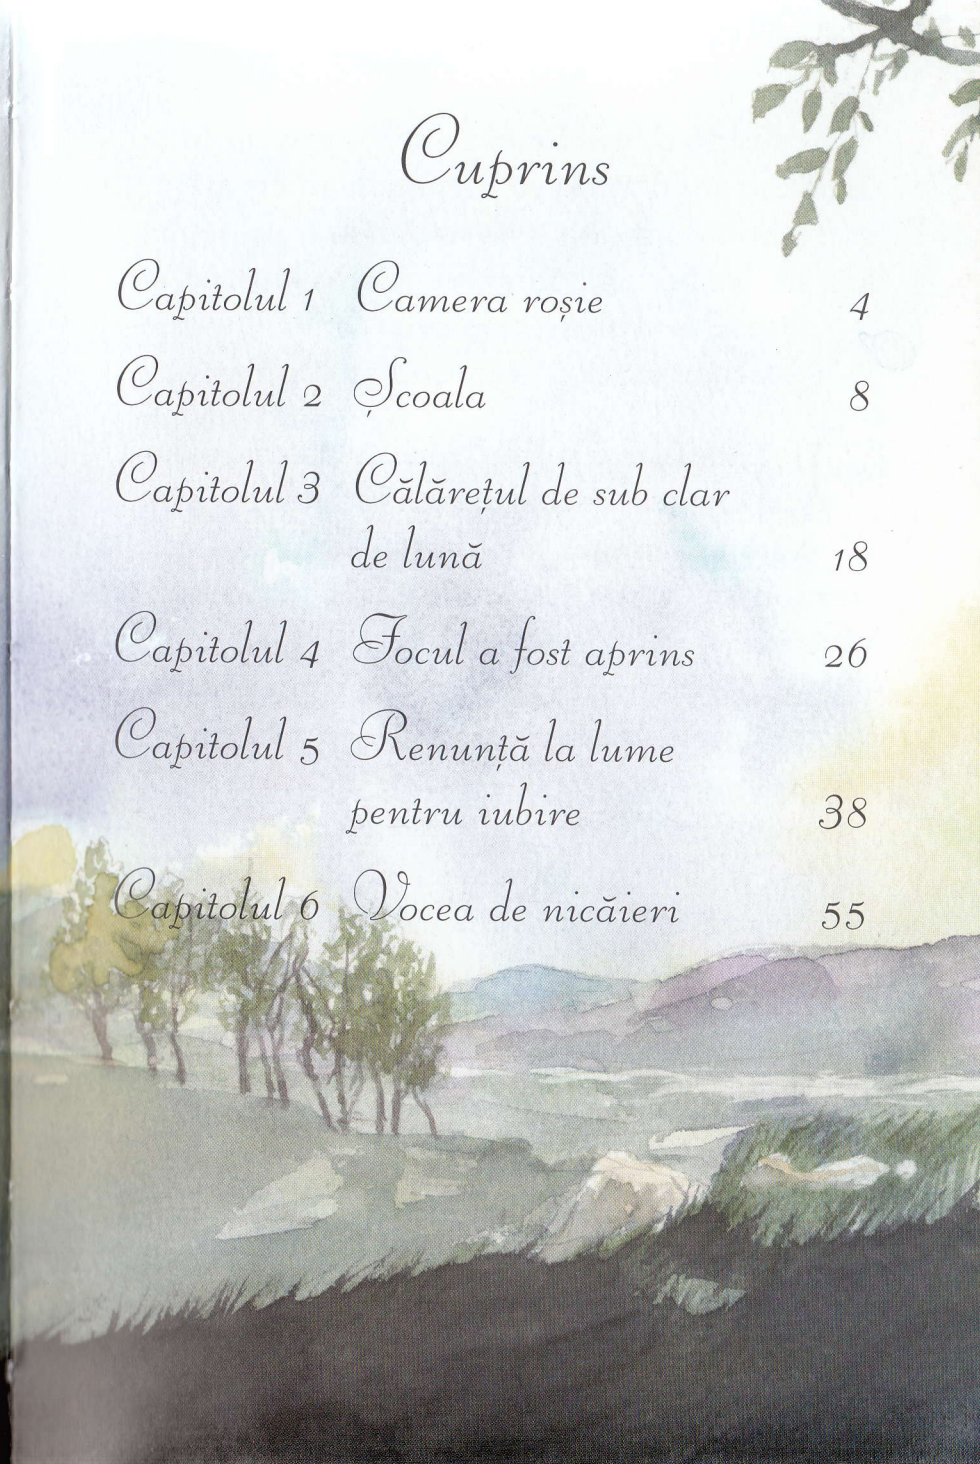 Cuprins
Capitolul 1 Camera roșie 4
Capitolul 2 Școala 8
Capitolul 3 Călărețul de sub clar
de lună 18
Capitolul 4 Focul a fost aprins 26
Capitolul 5 Renunță la lume
pentru iubire 38
Capitolul 6 Vocea de nicăieri 55